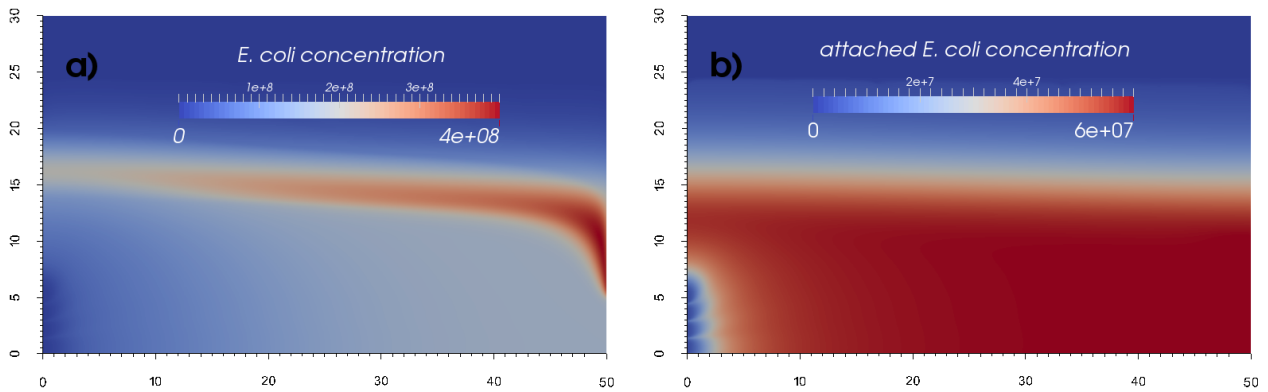 a)
E. coli concentration
1e+8 2e+8 3e+8
0 4e+08
30
25
20
15
10
5
0
0 10 20 30 40 50
b)
attached E. coli concentration
2e+7 4e+7
0 6e+07
30
25
20
15
10
5
0
0 10 20 30 40 50